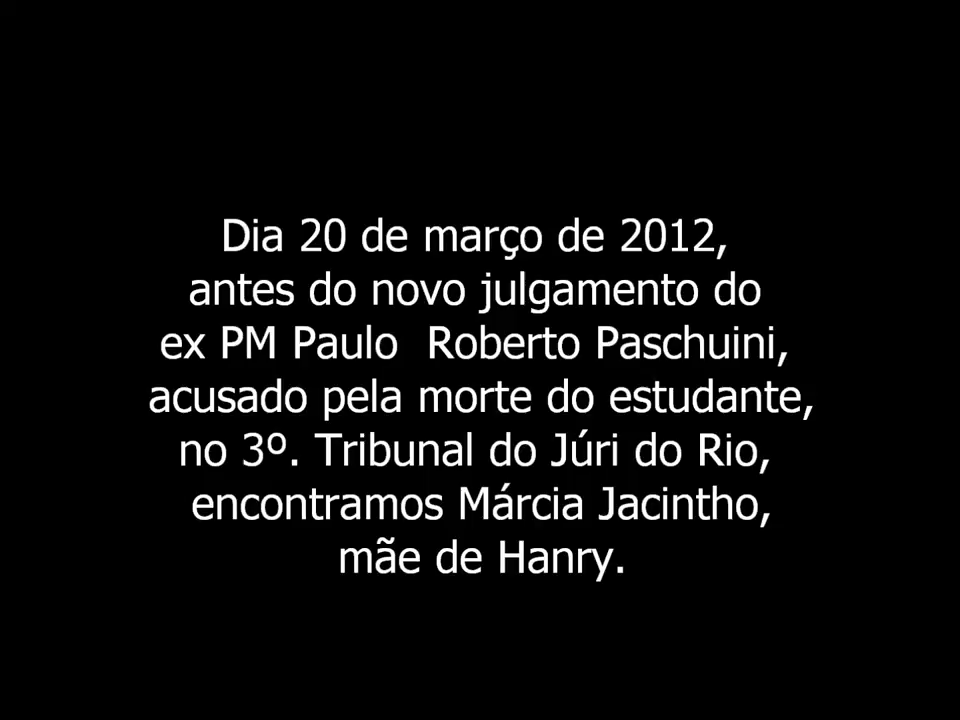 Dia 20 de março de 2012,
antes do novo julgamento do
ex PM Paulo  Roberto Paschuini,
acusado pela morte do estudante,
no 3º. Tribunal do Júri do Rio,
encontramos Márcia Jacintho,
mãe de Hanry.